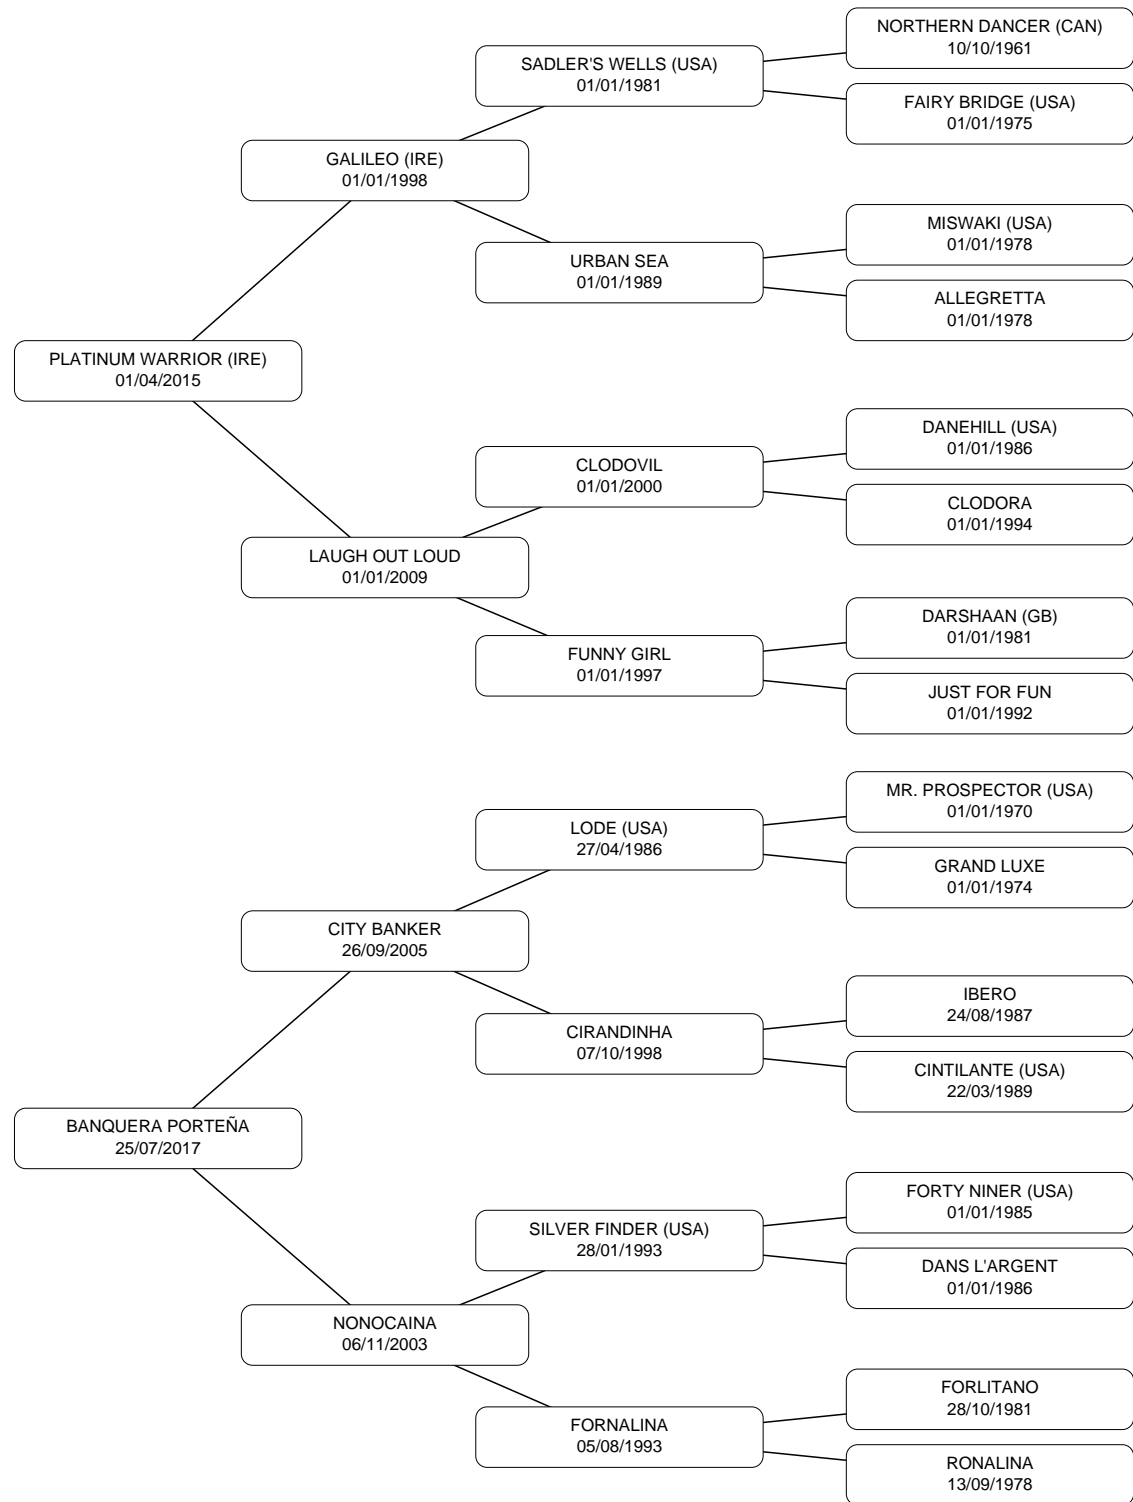 NORTHERN DANCER (CAN)
10/10/1961
SADLER'S WELLS (USA)
01/01/1981
FAIRY BRIDGE (USA)
01/01/1975
GALILEO (IRE)
01/01/1998
MISWAKI (USA)
01/01/1978
URBAN SEA
01/01/1989
ALLEGRETTA
01/01/1978
PLATINUM WARRIOR (IRE)
01/04/2015
DANEHILL (USA)
01/01/1986
CLODOVIL
01/01/2000
CLODORA
01/01/1994
LAUGH OUT LOUD
01/01/2009
DARSHAAN (GB)
01/01/1981
FUNNY GIRL
01/01/1997
JUST FOR FUN
01/01/1992
MR. PROSPECTOR (USA)
01/01/1970
LODE (USA)
27/04/1986
GRAND LUXE
01/01/1974
CITY BANKER
26/09/2005
IBERO
24/08/1987
CIRANDINHA
07/10/1998
CINTILANTE (USA)
22/03/1989
BANQUERA PORTEÑA
25/07/2017
FORTY NINER (USA)
01/01/1985
SILVER FINDER (USA)
28/01/1993
DANS L'ARGENT
01/01/1986
NONOCAINA
06/11/2003
FORLITANO
28/10/1981
FORNALINA
05/08/1993
RONALINA
13/09/1978